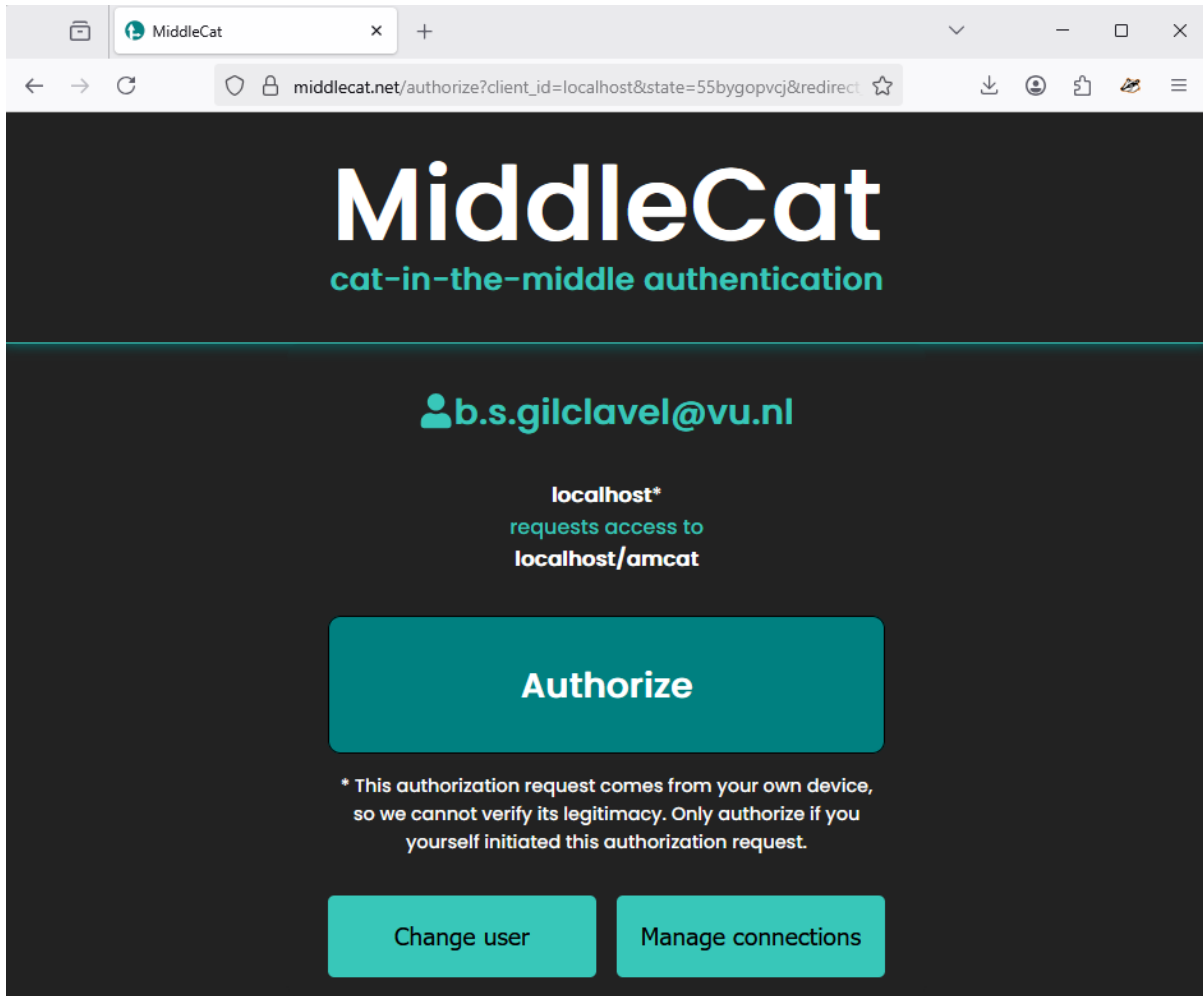 MiddleCat
middlecat.net/authorize?client_id=localhost&state=55bygopvcj&redirect
MiddleCat
cat-in-the-middle authentication
b.s.gilclavel@vu.nl
localhost*
requests access to
localhost/amcat
Authorize
* This authorization request comes from your own device,
so we cannot verify its legitimacy. Only authorize if you
yourself initiated this authorization request.
Change user
Manage connections